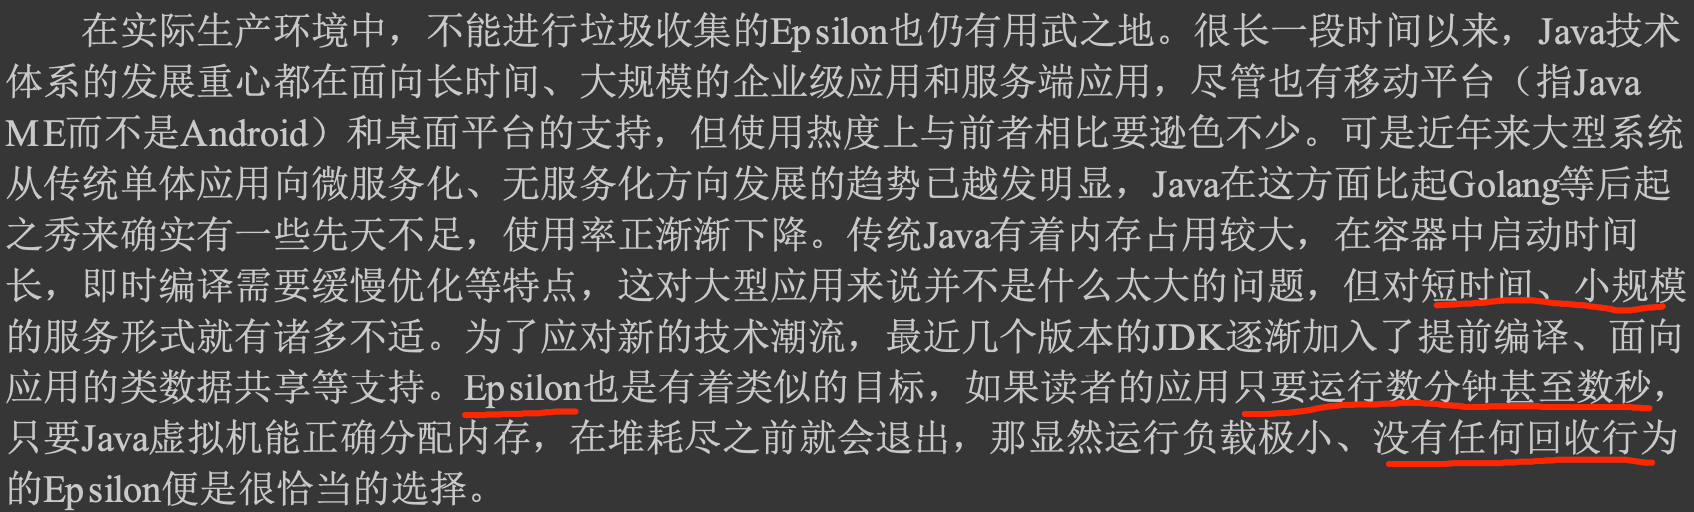 在实际生产环境中，不能进行垃圾收集的Epsilon也仍有用武之地。很长一段时间以来，Java技术
体系的发展重心都在面向长时间、大规模的企业级应用和服务端应用，尽管也有移动平台（指Java
ME而不是Android）和桌面平台的支持，但使用热度上与前者相比要逊色不少。可是近年来大型系统
从传统单体应用向微服务化、无服务化方向发展的趋势已越发明显，Java在这方面比起Golang等后起
之秀来确实有一些先天不足，使用率正渐渐下降。传统Java有着内存占用较大，在容器中启动时间
长，即时编译需要缓慢优化等特点，这对大型应用来说并不是什么太大的问题，但对短时间、小规模
的服务形式就有诸多不适。为了应对新的技术潮流，最近几个版本的JDK逐渐加入了提前编译、面向
应用的类数据共享等支持。Epsilon也是有着类似的目标，如果读者的应用只要运行数分钟甚至数秒，
只要Java虚拟机能正确分配内存，在堆耗尽之前就会退出，那显然运行负载极小、没有任何回收行为
的Epsilon便是很恰当的选择。